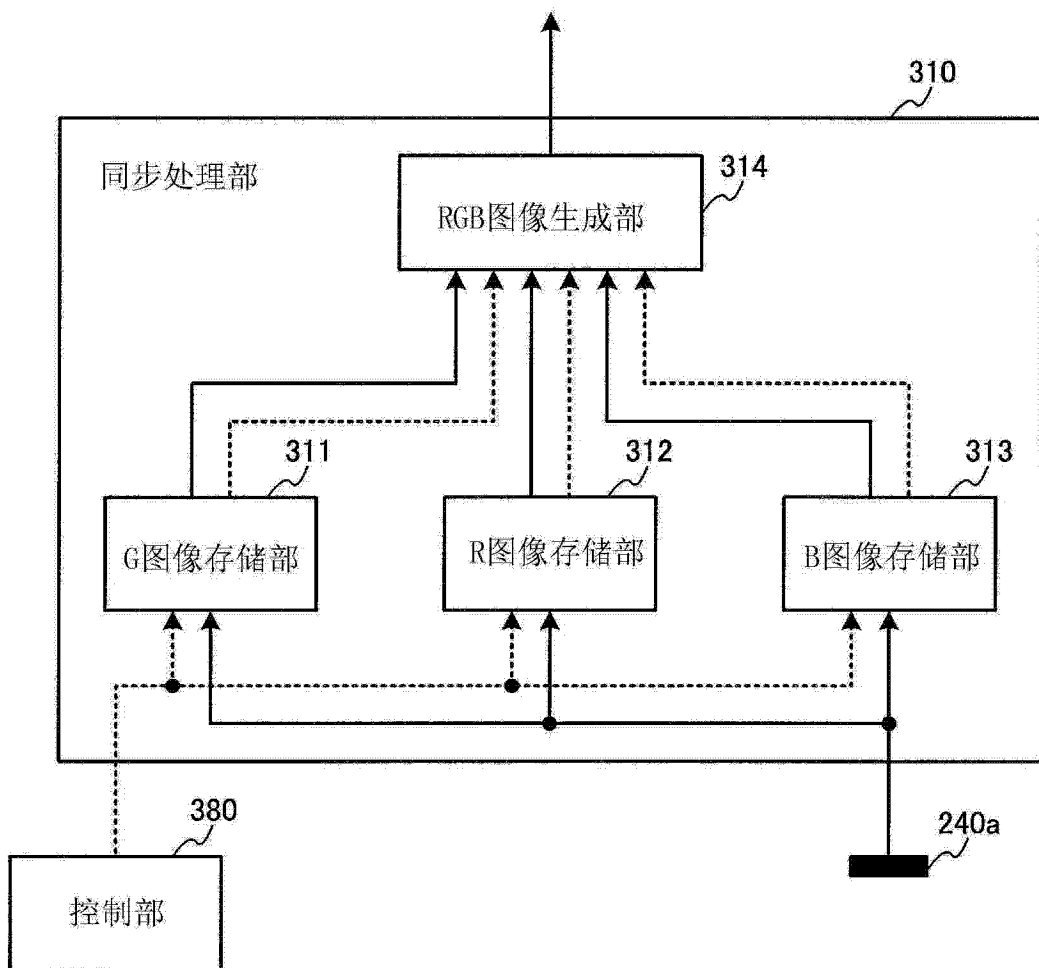 310
同步处理部
314
RGB图像生成部
311
312
313
G图像存储部
R图像存储部
B图像存储部
380
240a
控制部